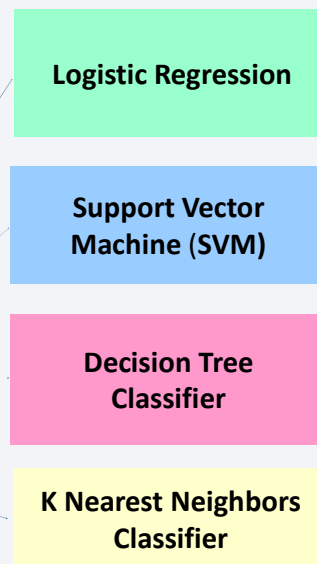 Logistic Regression
Support Vector
Machine (SVM)
Decision Tree
Classifier
K Nearest Neighbors
Classifier